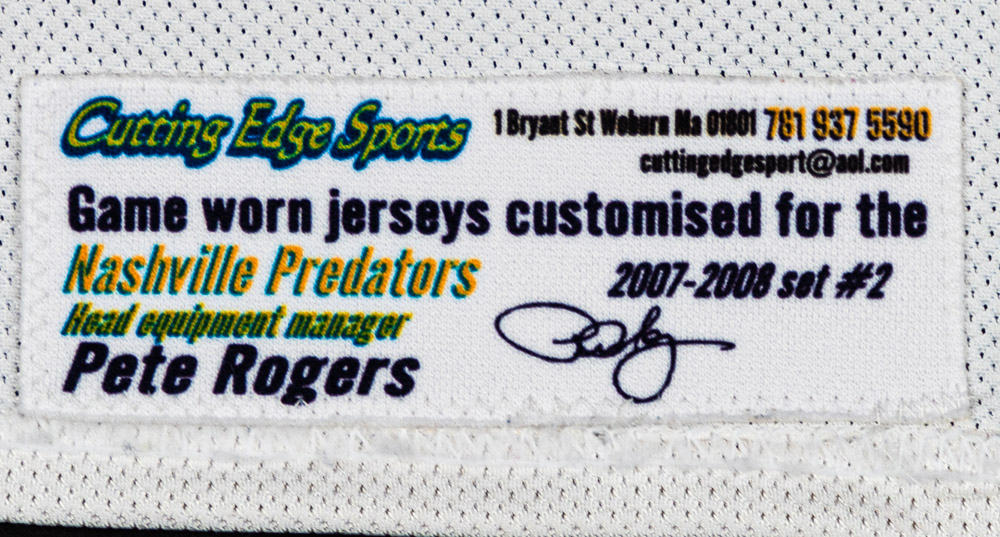 Cutting Edge Sports 1 Bryant St Woburn Ma 01801 781 937 5590
cuttingedgesport@aol.com
Game worn jerseys customised for the
Nashville Predators 2007-2008 set #2
Head equipment manager
Pete Rogers